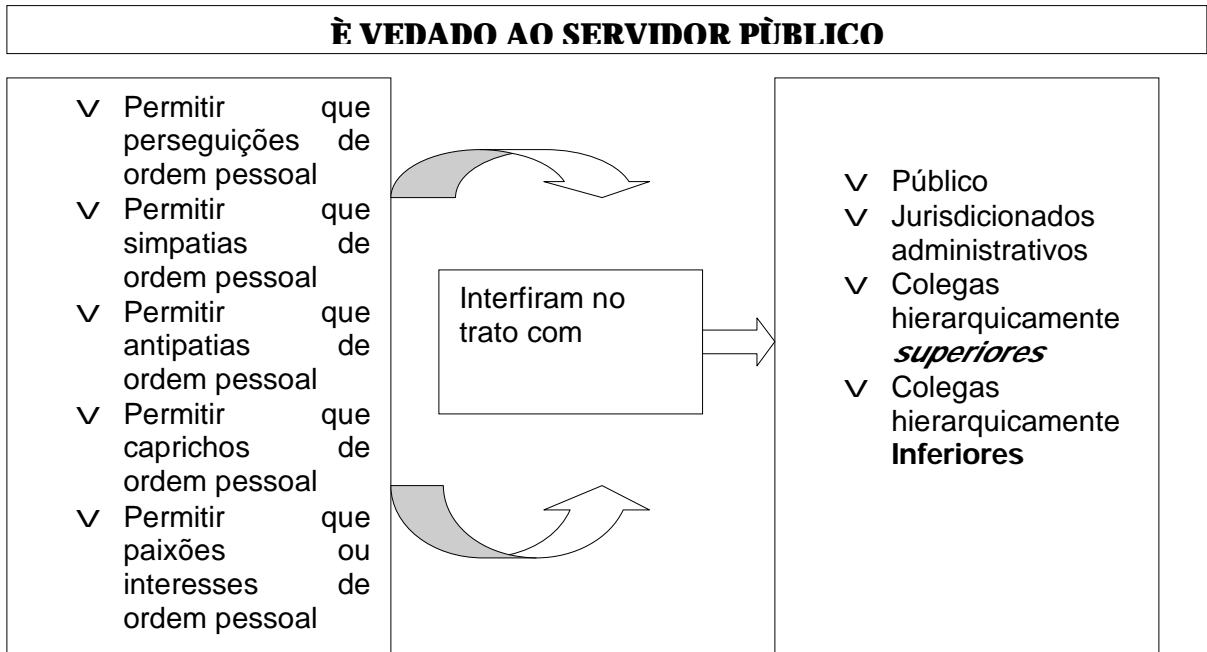 È VEDADO AO SERVIDOR PÙBLICO
v Permitir que
perseguições de
ordem pessoal
v Permitir que
simpatias de
ordem pessoal
v Permitir que
antipatias de
ordem pessoal
v Permitir que
caprichos de
ordem pessoal
v Permitir que
paixões ou
interesses de
ordem pessoal
Interfiram no
trato com
v Público
v Jurisdicionados
administrativos
v Colegas
hierarquicamente
superiores
v Colegas
hierarquicamente
Inferiores